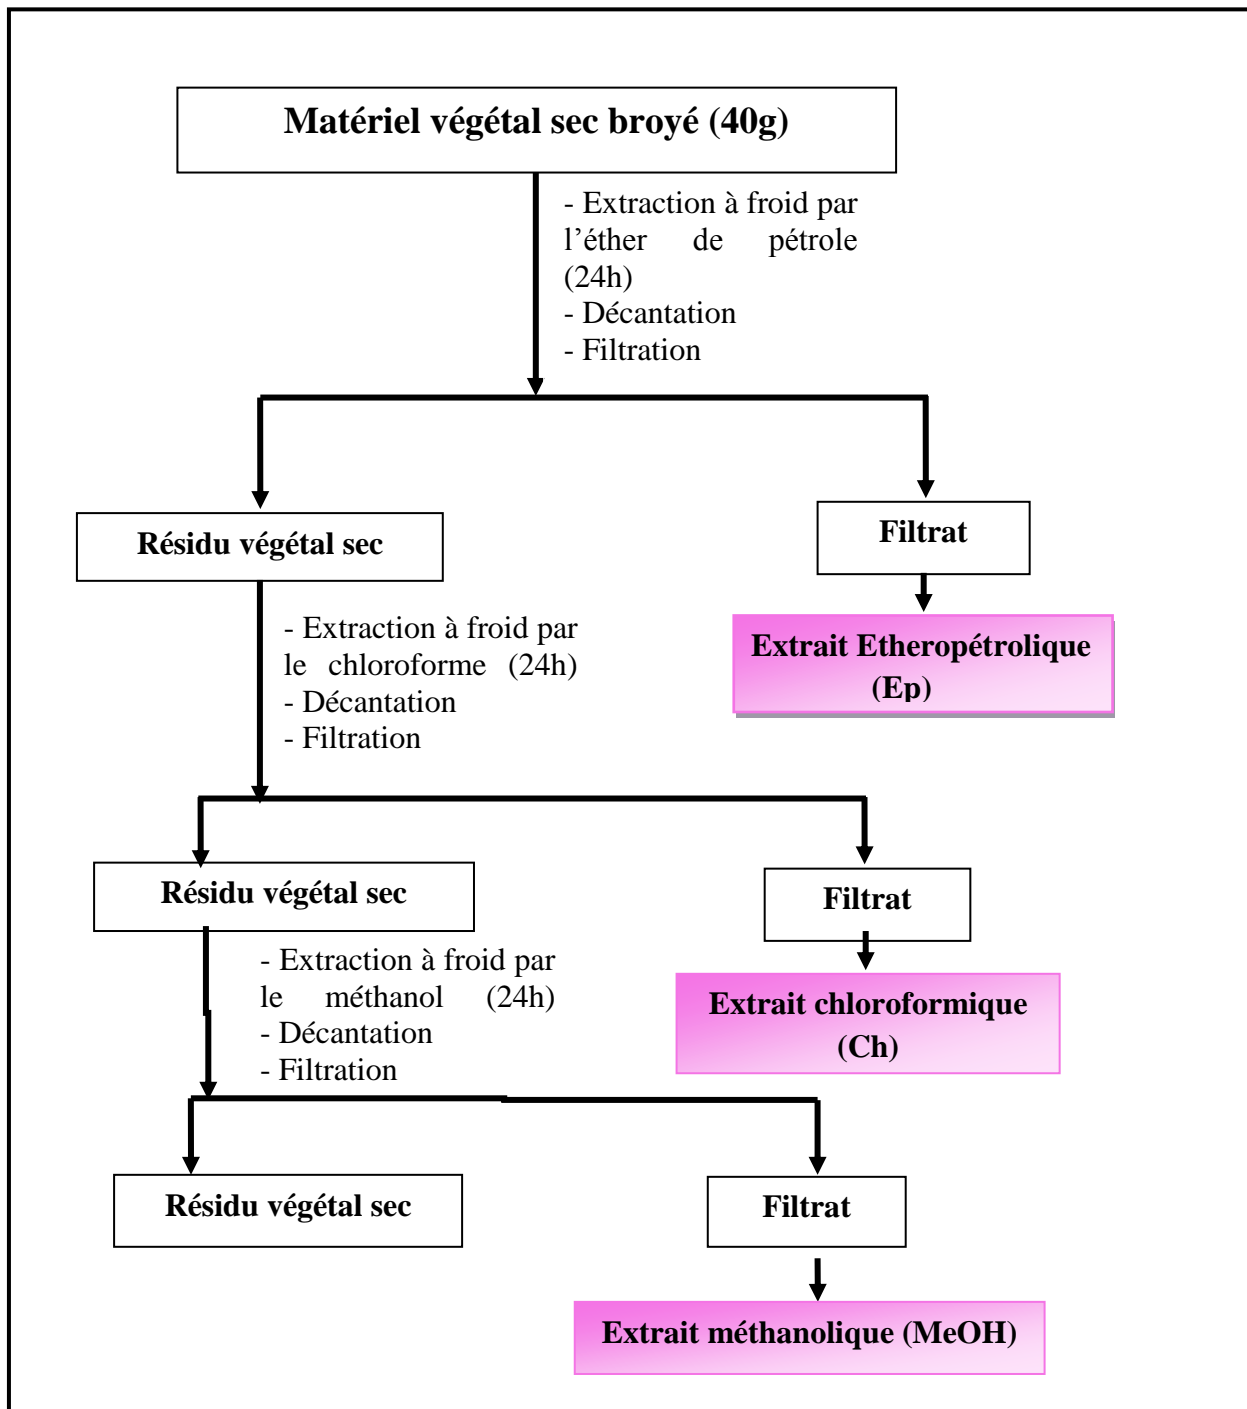 Matériel végétal sec broyé (40g)
- Extraction à froid par
l’éther de pétrole
(24h)
- Décantation
- Filtration
Résidu végétal sec
Filtrat
- Extraction à froid par
le chloroforme (24h)
- Décantation
- Filtration
Extrait Etheropétrolique
(Ep)
Résidu végétal sec
Filtrat
- Extraction à froid par
le méthanol (24h)
- Décantation
- Filtration
Extrait chloroformique
(Ch)
Résidu végétal sec
Filtrat
Extrait méthanolique (MeOH)